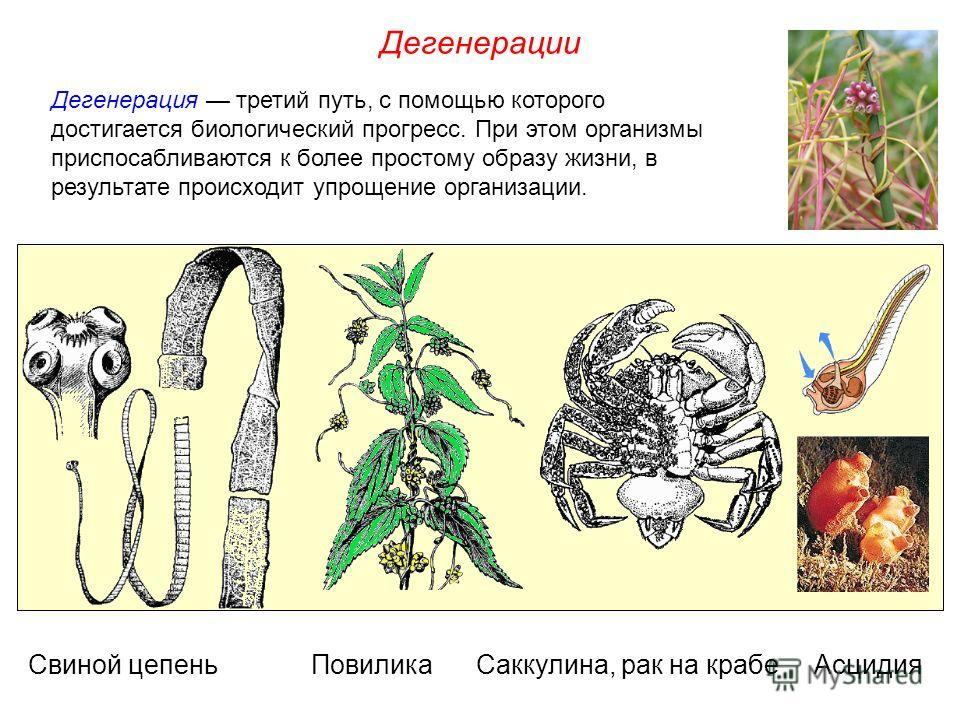 Дегенерации
Дегенерация — третий путь, с помощью которого
достигается биологический прогресс. При этом организмы
приспосабливаются к более простому образу жизни, в
результате происходит упрощение организации.
Свиной цепень Повилика Саккулина, рак на крабе Асцидия
MyShared